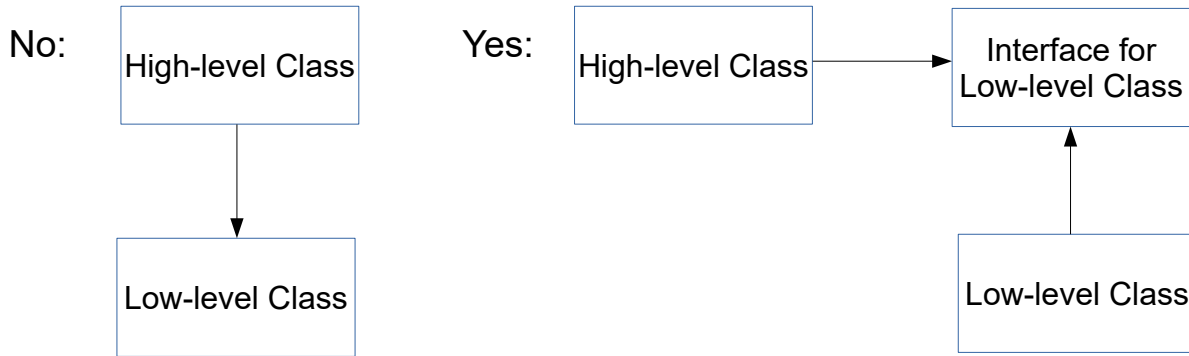 No:
High-level Class
Low-level Class
Yes:
High-level Class
Interface for
Low-level Class
Low-level Class